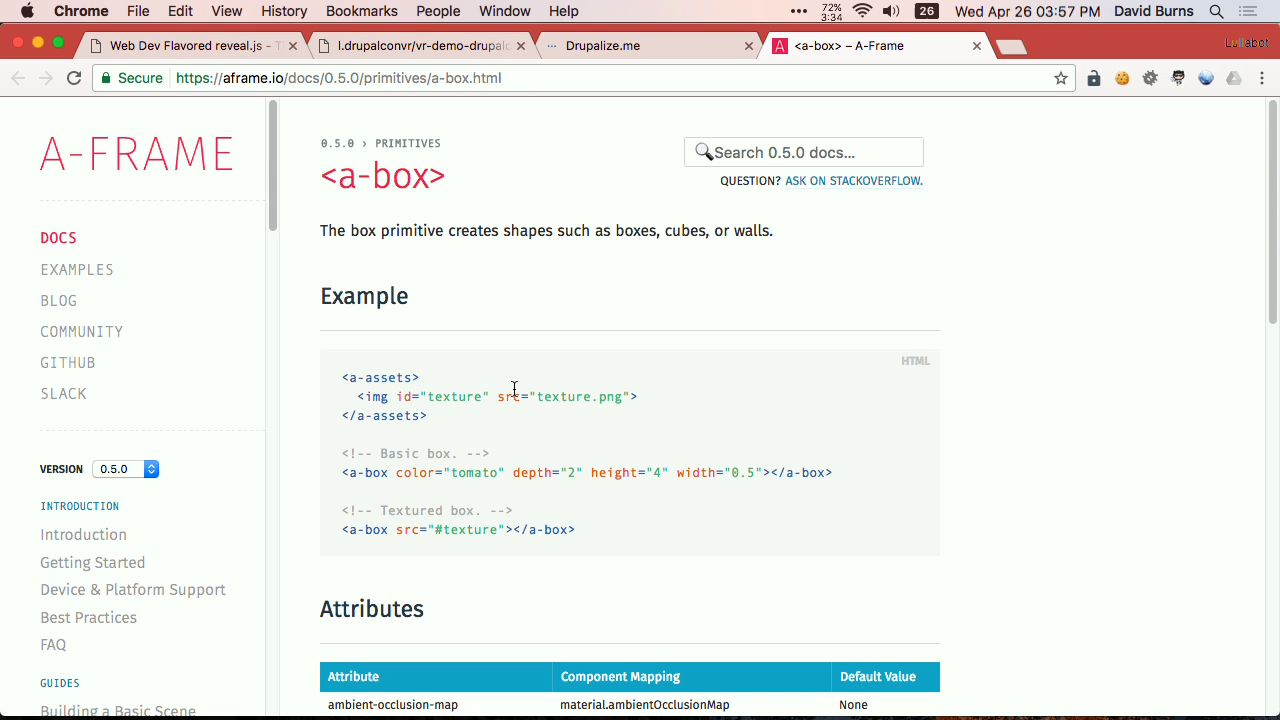 Chrome File Edit View History Bookmarks People Window Help ••• 72% 3:34 26 Wed Apr 26 03:57 PM David Burns
Web Dev Flavored reveal.js - T × l.drupalconvr/vr-demo-drupalc × Drupalize.me × A <a-box> – A-Frame × Lullabot
Secure https://aframe.io/docs/0.5.0/primitives/a-box.html
A-FRAME
DOCS
EXAMPLES
BLOG
COMMUNITY
GITHUB
SLACK
VERSION 0.5.0
INTRODUCTION
Introduction
Getting Started
Device & Platform Support
Best Practices
FAQ
GUIDES
Building a Basic Scene
0.5.0 › PRIMITIVES
<a-box>
Search 0.5.0 docs...
QUESTION? ASK ON STACKOVERFLOW.
The box primitive creates shapes such as boxes, cubes, or walls.
Example
HTML
<a-assets>
<img id="texture" src="texture.png">
</a-assets>
<!-- Basic box. -->
<a-box color="tomato" depth="2" height="4" width="0.5"></a-box>
<!-- Textured box. -->
<a-box src="#texture"></a-box>
Attributes
Attribute Component Mapping Default Value
ambient-occlusion-map material.ambientOcclusionMap None